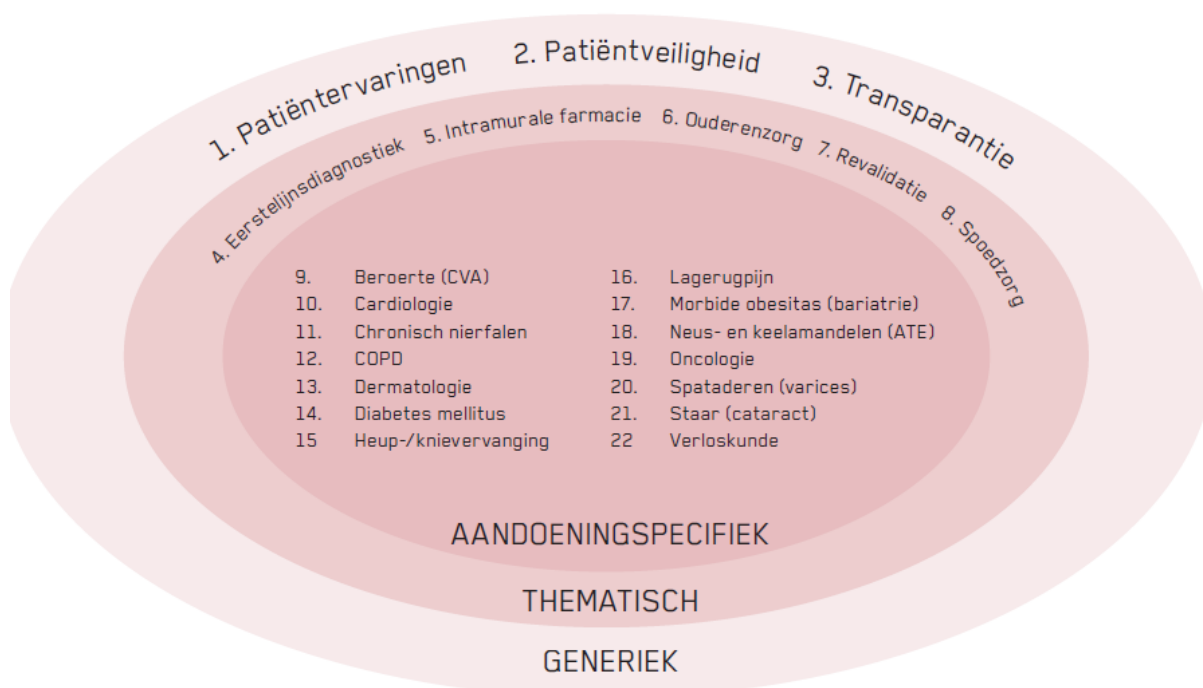 1. Patiëntervaringen
2. Patiëntveiligheid
3. Transparantie
4. Eerstelijnsdiagnostiek
5. Intramurale farmacie
6. Ouderenzorg
7. Revalidatie
8. Spoedzorg
9. Beroerte (CVA)
10. Cardiologie
11. Chronisch nierfalen
12. COPD
13. Dermatologie
14. Diabetes mellitus
15 Heup-/knievervanging
16. Lagerugpijn
17. Morbide obesitas (bariatrie)
18. Neus- en keelamandelen (ATE)
19. Oncologie
20. Spataderen (varices)
21. Staar (cataract)
22 Verloskunde
AANDOENINGSPECIFIEK
THEMATISCH
GENERIEK